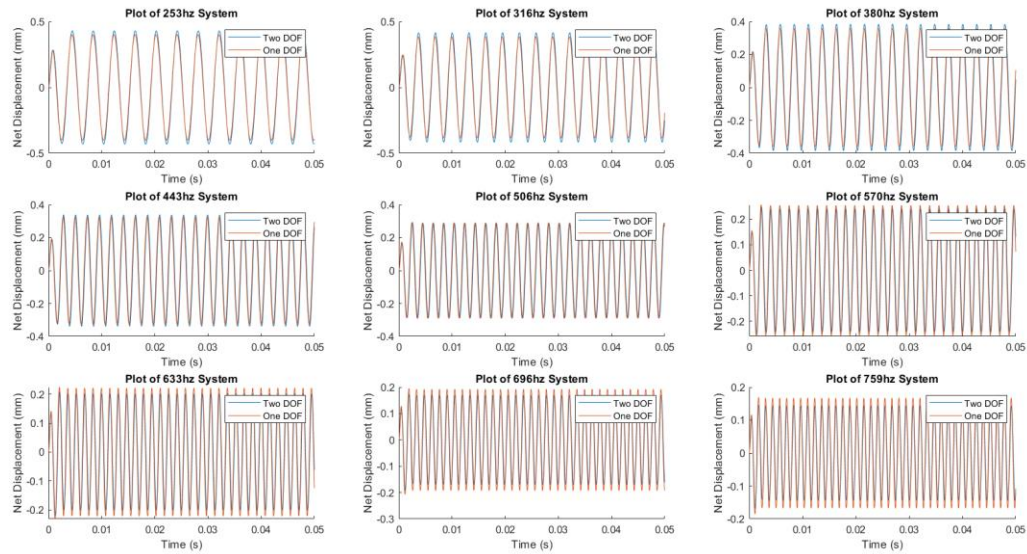 Plot of 253hz System
Net Displacement (mm)
0.5
0
-0.5
Two DOF
One DOF
0 0.01 0.02 0.03 0.04 0.05
Time (s)
Plot of 316hz System
Net Displacement (mm)
0.5
0
-0.5
Two DOF
One DOF
0 0.01 0.02 0.03 0.04 0.05
Time (s)
Plot of 380hz System
Net Displacement (mm)
0.4
0.2
0
-0.2
-0.4
Two DOF
One DOF
0 0.01 0.02 0.03 0.04 0.05
Time (s)
Plot of 443hz System
Net Displacement (mm)
0.4
0.2
0
-0.2
-0.4
Two DOF
One DOF
0 0.01 0.02 0.03 0.04 0.05
Time (s)
Plot of 506hz System
Net Displacement (mm)
0.4
0.2
0
-0.2
-0.4
Two DOF
One DOF
0 0.01 0.02 0.03 0.04 0.05
Time (s)
Plot of 570hz System
Net Displacement (mm)
0.2
0
-0.2
Two DOF
One DOF
0 0.01 0.02 0.03 0.04 0.05
Time (s)
Plot of 633hz System
Net Displacement (mm)
0.2
0.1
0
-0.1
-0.2
Two DOF
One DOF
0 0.01 0.02 0.03 0.04 0.05
Time (s)
Plot of 696hz System
Net Displacement (mm)
0.2
0.1
0
-0.1
-0.2
-0.3
Two DOF
One DOF
0 0.01 0.02 0.03 0.04 0.05
Time (s)
Plot of 759hz System
Net Displacement (mm)
0.2
0.1
0
-0.1
-0.2
Two DOF
One DOF
0 0.01 0.02 0.03 0.04 0.05
Time (s)